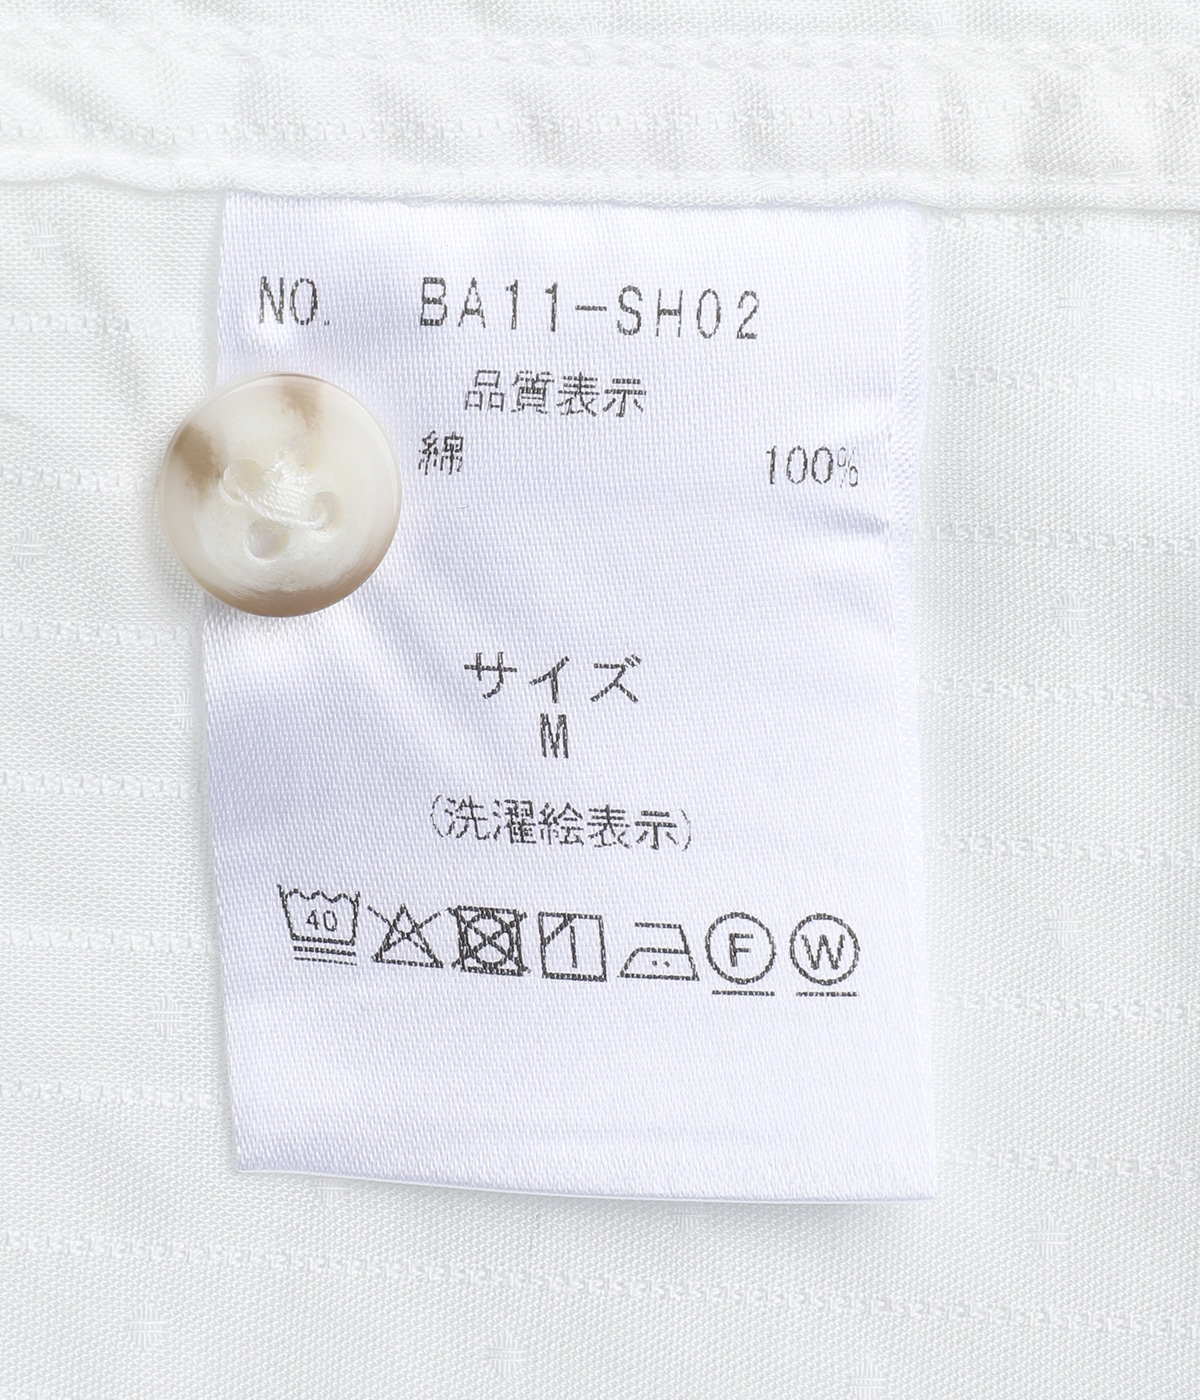 NO. BA11-SH02
品質表示
綿 100%
サイズ
M
(洗濯絵表示)
40 F W